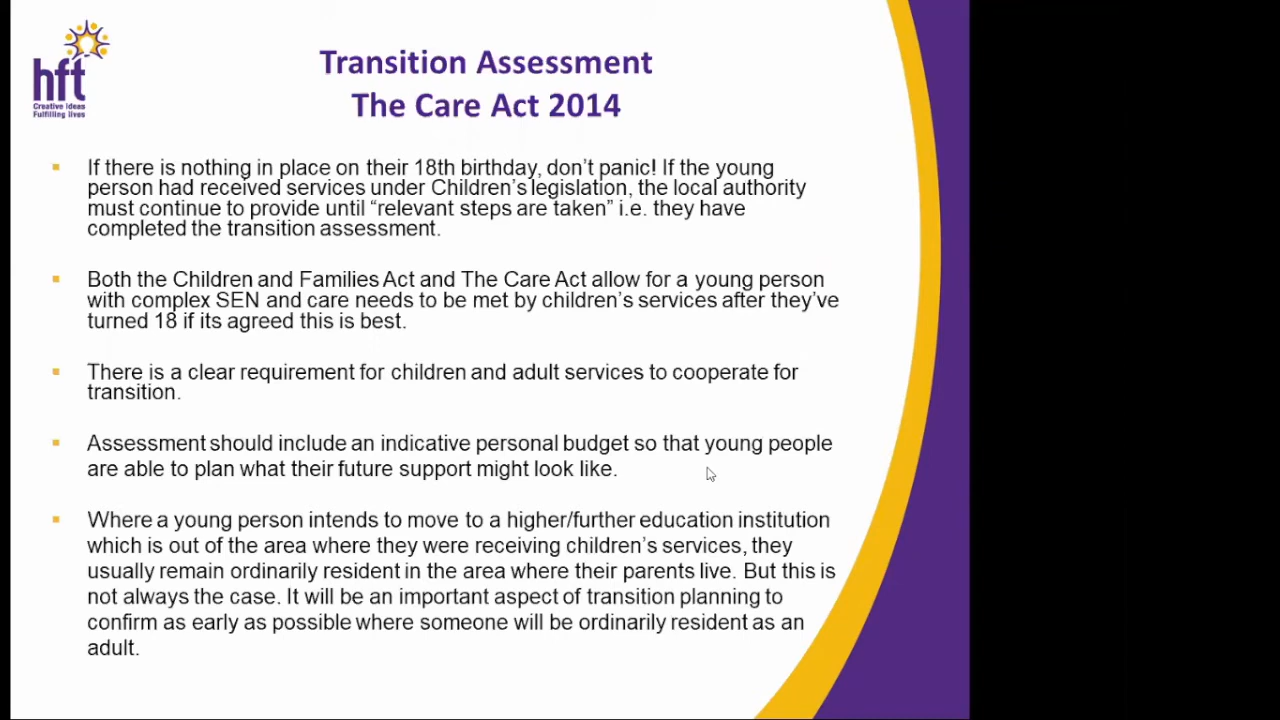 hft
Creative ideas
Fulfilling lives
Transition Assessment
The Care Act 2014
If there is nothing in place on their 18th birthday, don’t panic! If the young
person had received services under Children’s legislation, the local authority
must continue to provide until “relevant steps are taken” i.e. they have
completed the transition assessment.
Both the Children and Families Act and The Care Act allow for a young person
with complex SEN and care needs to be met by children’s services after they’ve
turned 18 if its agreed this is best.
There is a clear requirement for children and adult services to cooperate for
transition.
Assessment should include an indicative personal budget so that young people
are able to plan what their future support might look like.
Where a young person intends to move to a higher/further education institution
which is out of the area where they were receiving children’s services, they
usually remain ordinarily resident in the area where their parents live. But this is
not always the case. It will be an important aspect of transition planning to
confirm as early as possible where someone will be ordinarily resident as an
adult.